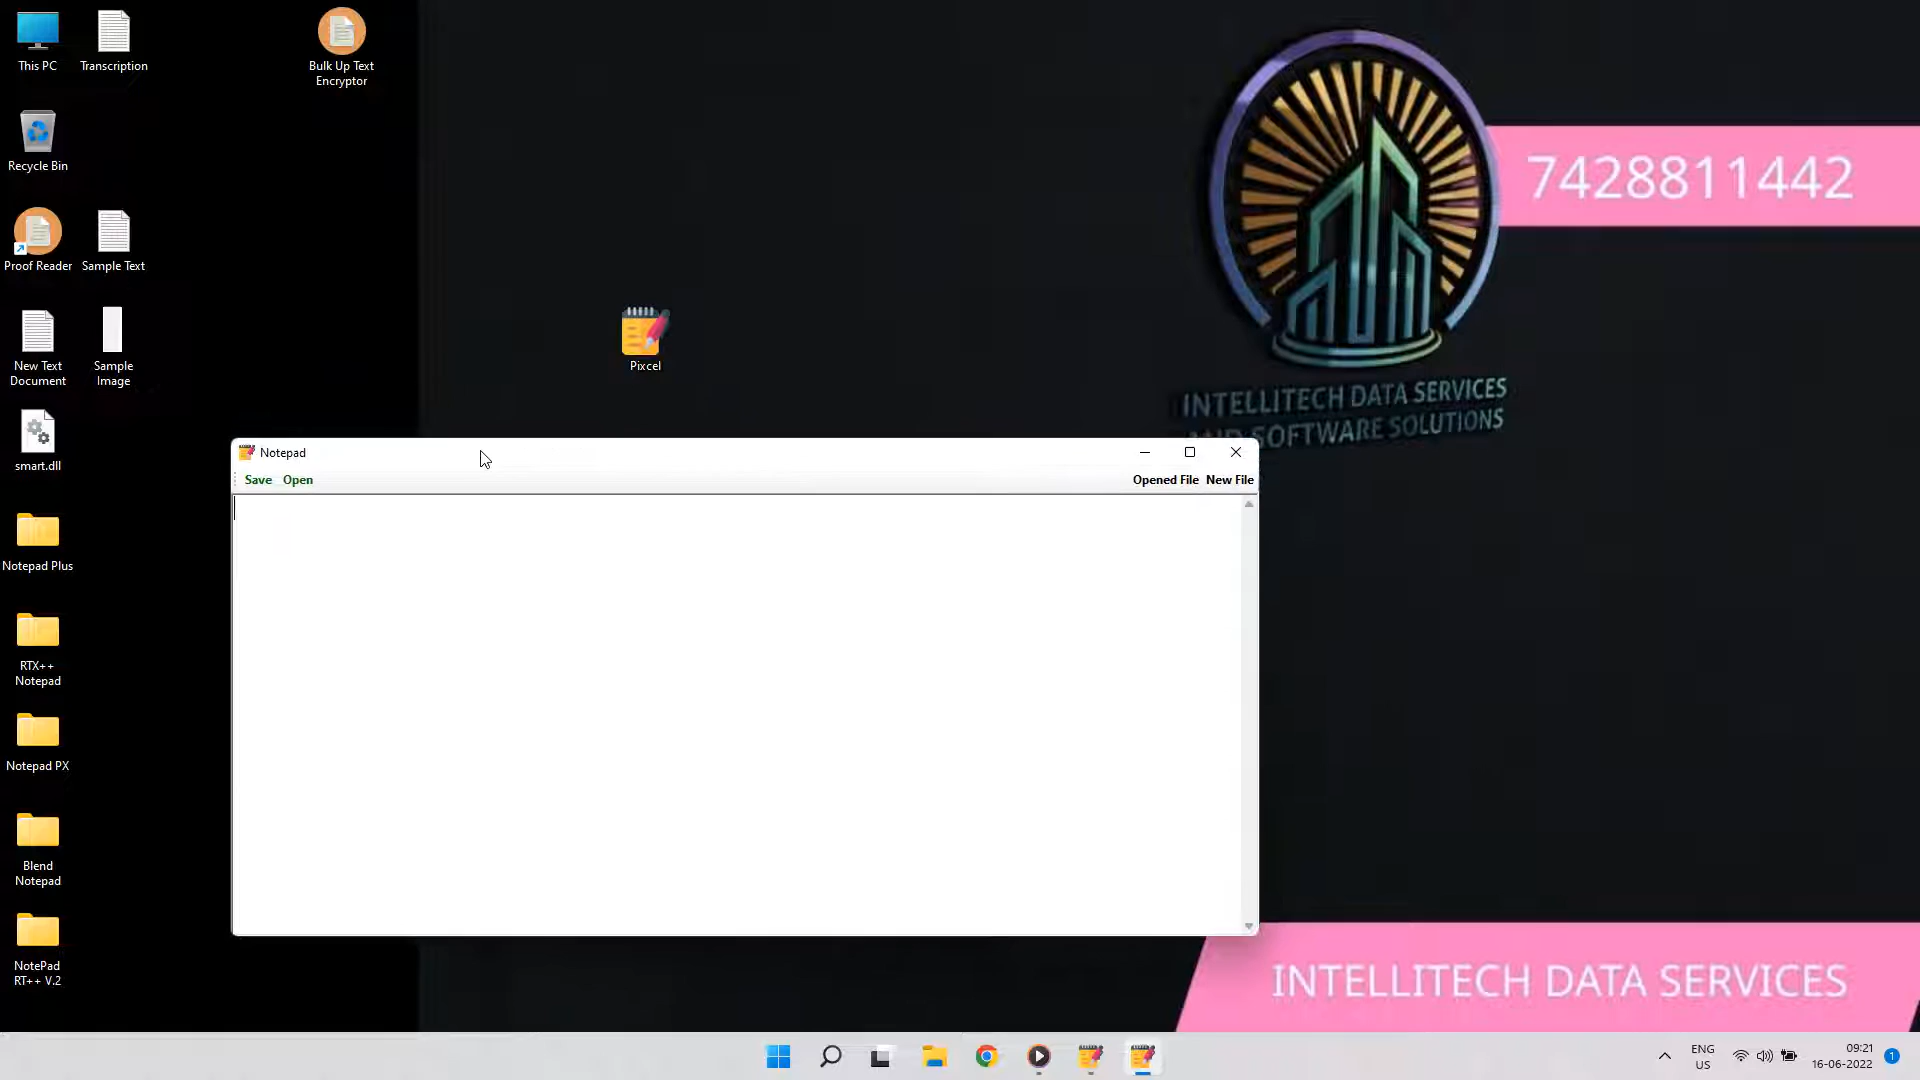 This PC
Transcription
Bulk Up Text
Encryptor
Recycle Bin
7428811442
Proof Reader
Sample Text
New Text
Document
Sample
Image
Pixcel
INTELLITECH DATA SERVICES
AND SOFTWARE SOLUTIONS
smart.dll
Notepad
Save Open
Opened File New File
Notepad Plus
RTX++
Notepad
Notepad PX
Blend
Notepad
NotePad
RT++ V.2
INTELLITECH DATA SERVICES
ENG
US
09:21
16-06-2022
1